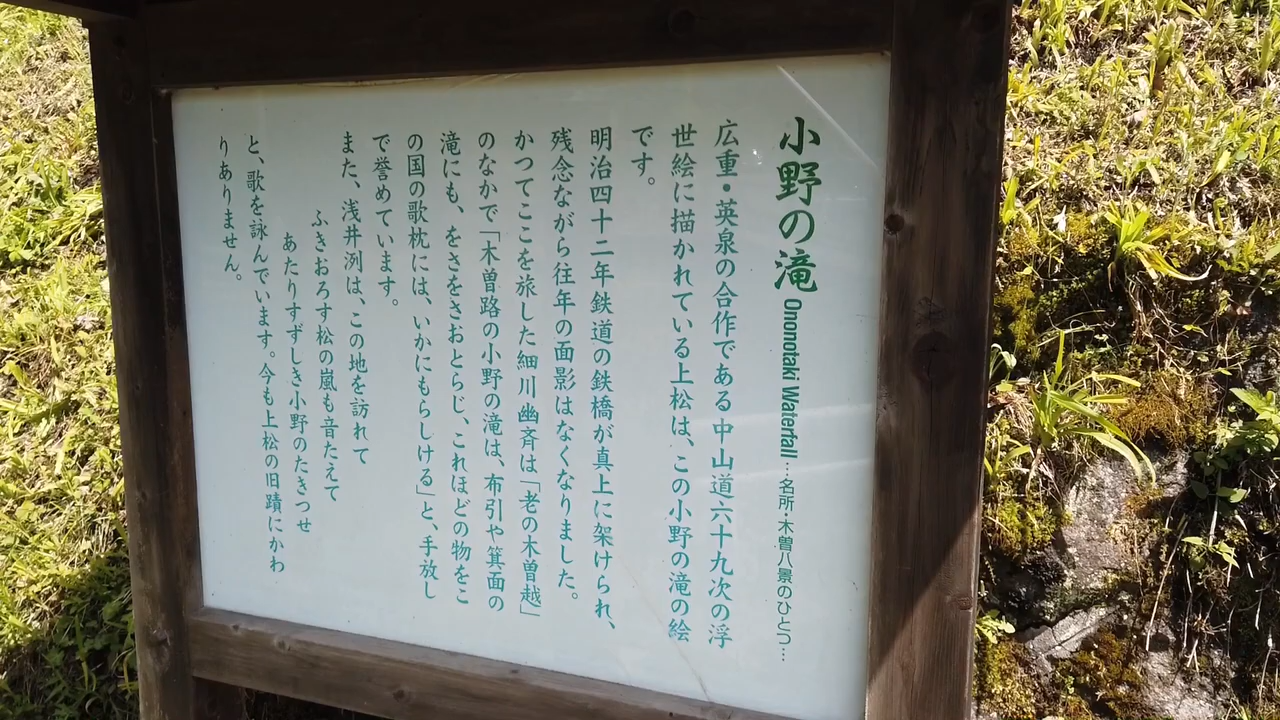 小野の滝 Ononotaki Waterfall …名所・木曽八景のひとつ…
広重・英泉の合作である中山道六十九次の浮
世絵に描かれている上松は、この小野の滝の絵
です。
明治四十二年鉄道の鉄橋が真上に架けられ、
残念ながら往年の面影はなくなりました。
かつてここを旅した細川幽斉は「老の木曽越」
のなかで「木曽路の小野の滝は、布引や箕面の
滝にも、をさをさおとらじ、これほどの物をこ
の国の歌枕には、いかにもらしける」と、手放し
で誉めています。
また、浅井洌は、この地を訪れて
ふきおろす松の嵐も音たえて
あたりすずしき小野のたきつせ
と、歌を詠んでいます。今も上松の旧蹟にかわ
りありません。